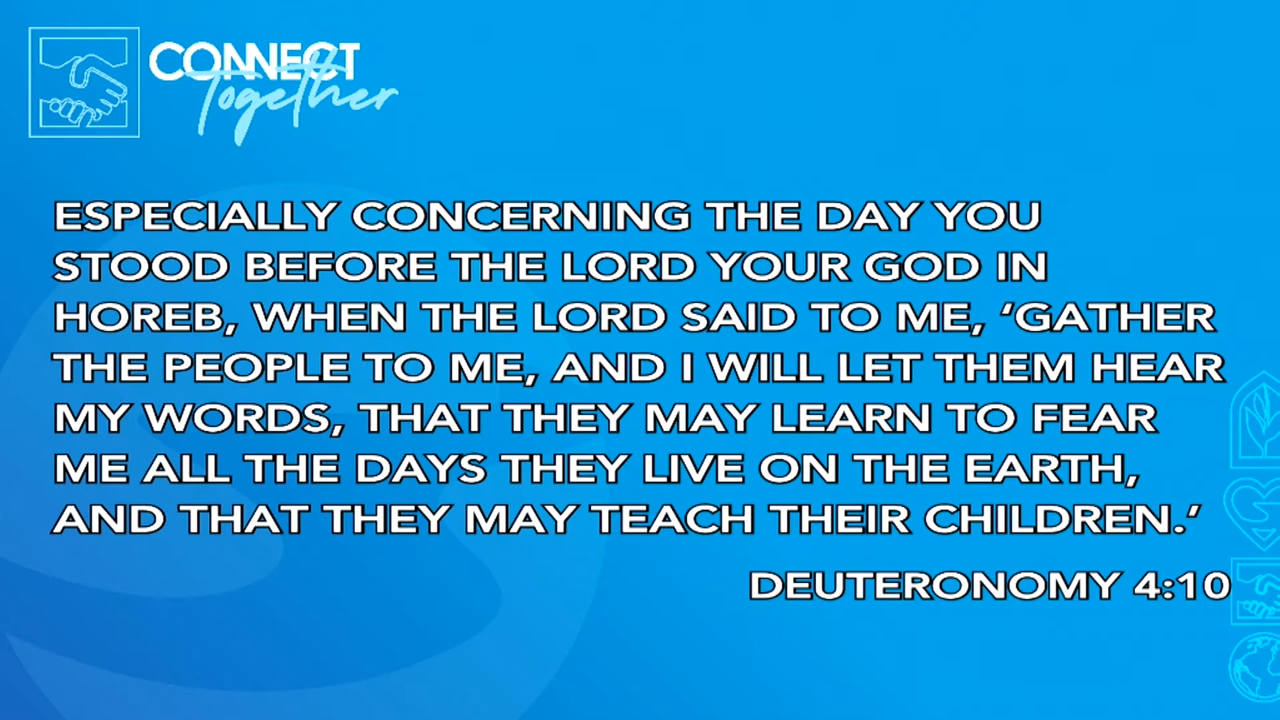 CONNECT
Together
ESPECIALLY CONCERNING THE DAY YOU
STOOD BEFORE THE LORD YOUR GOD IN
HOREB, WHEN THE LORD SAID TO ME, ‘GATHER
THE PEOPLE TO ME, AND I WILL LET THEM HEAR
MY WORDS, THAT THEY MAY LEARN TO FEAR
ME ALL THE DAYS THEY LIVE ON THE EARTH,
AND THAT THEY MAY TEACH THEIR CHILDREN.’
DEUTERONOMY 4:10